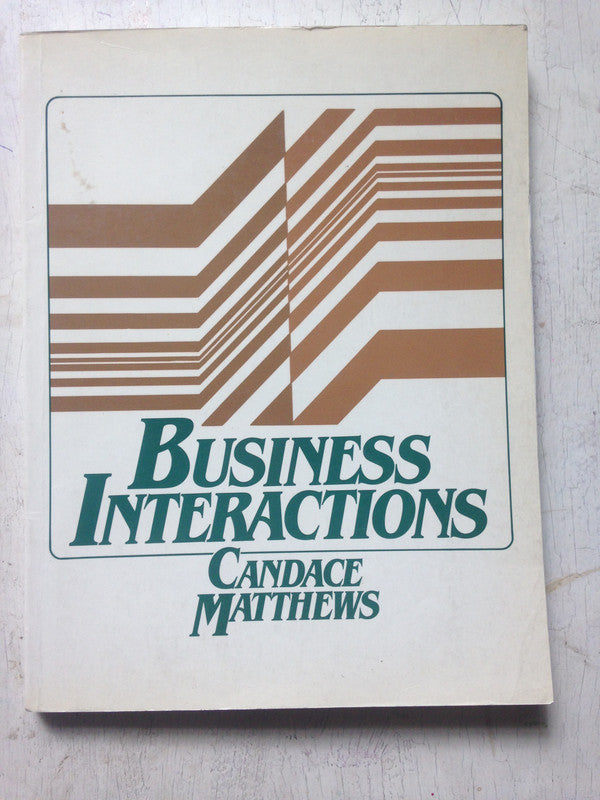 BUSINESS
INTERACTIONS
CANDACE
MATTHEWS